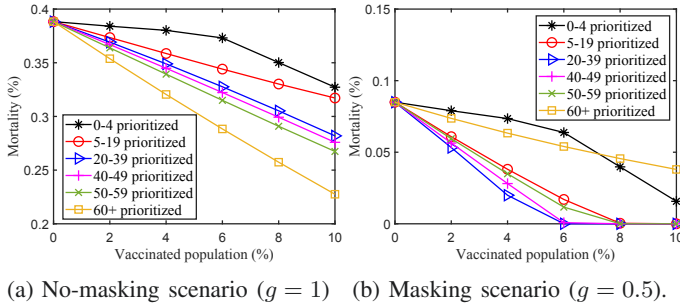 0.4
0.35
0.3
0.25
0.2
Mortality (%)
0-4 prioritized
5-19 prioritized
20-39 prioritized
40-49 prioritized
50-59 prioritized
60+ prioritized
0 2 4 6 8 10
Vaccinated population (%)
(a) No-masking scenario (g = 1)
0.15
0.1
0.05
0
Mortality (%)
0-4 prioritized
5-19 prioritized
20-39 prioritized
40-49 prioritized
50-59 prioritized
60+ prioritized
0 2 4 6 8 10
Vaccinated population (%)
(b) Masking scenario (g = 0.5).